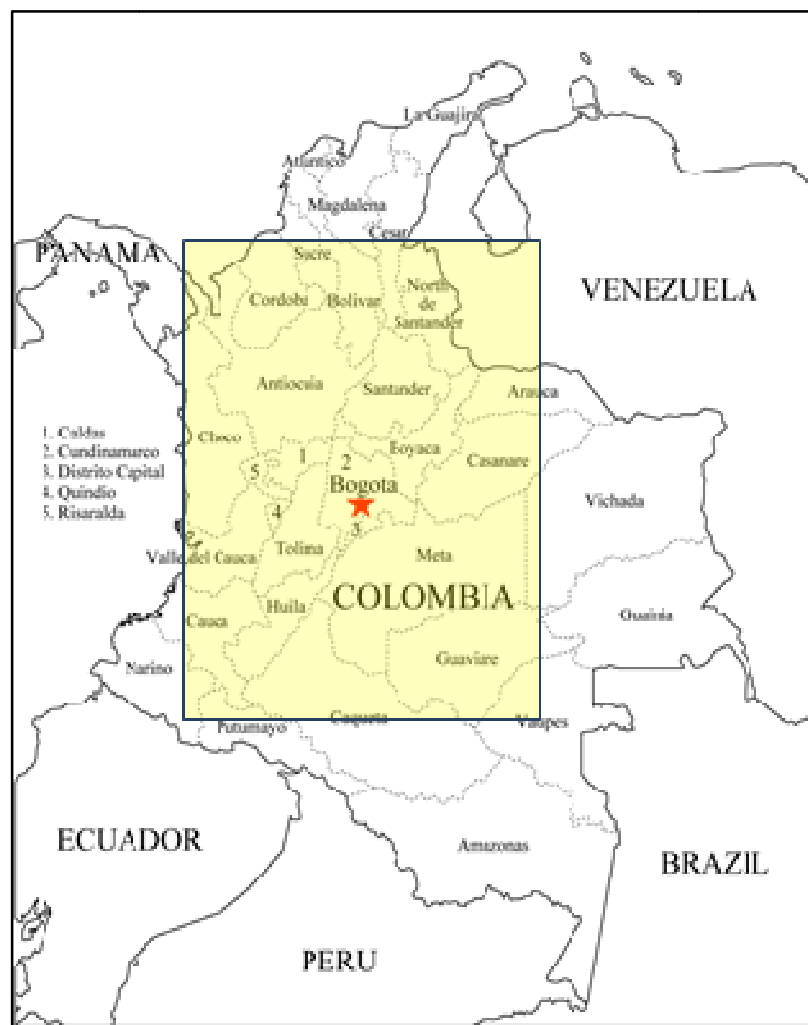 La Guajira
Atlantico
Magdalena
Cesar
PANAMA
Sucre
VENEZUELA
Cordoba
Bolivar
North
de
Santander
Antioquia
Santander
Arauca
Choco
1. Caldas
2. Cundinamarco
3. Distrito Capital
4. Quindio
5. Risaralda
1
2
Boyaca
5
Casanare
Bogota
Vichada
4
3
Tolina
Meta
Valle del Cauca
COLOMBIA
Huila
Cauca
Guainia
Narino
Guaviare
Caqueta
Putumayo
Vaupes
ECUADOR
Amazonas
BRAZIL
PERU